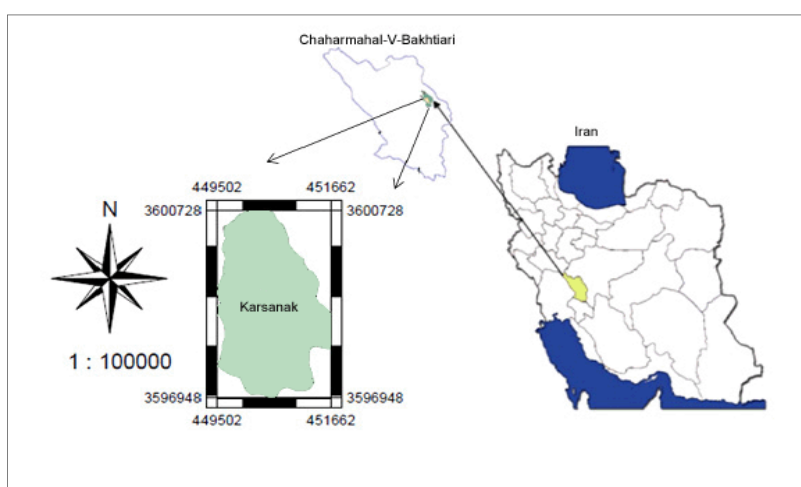 Chaharmahal-V-Bakhtiari
Iran
449502 451662
N
3600728 3600728
Karsanak
1 : 100000
3596948 3596948
449502 451662